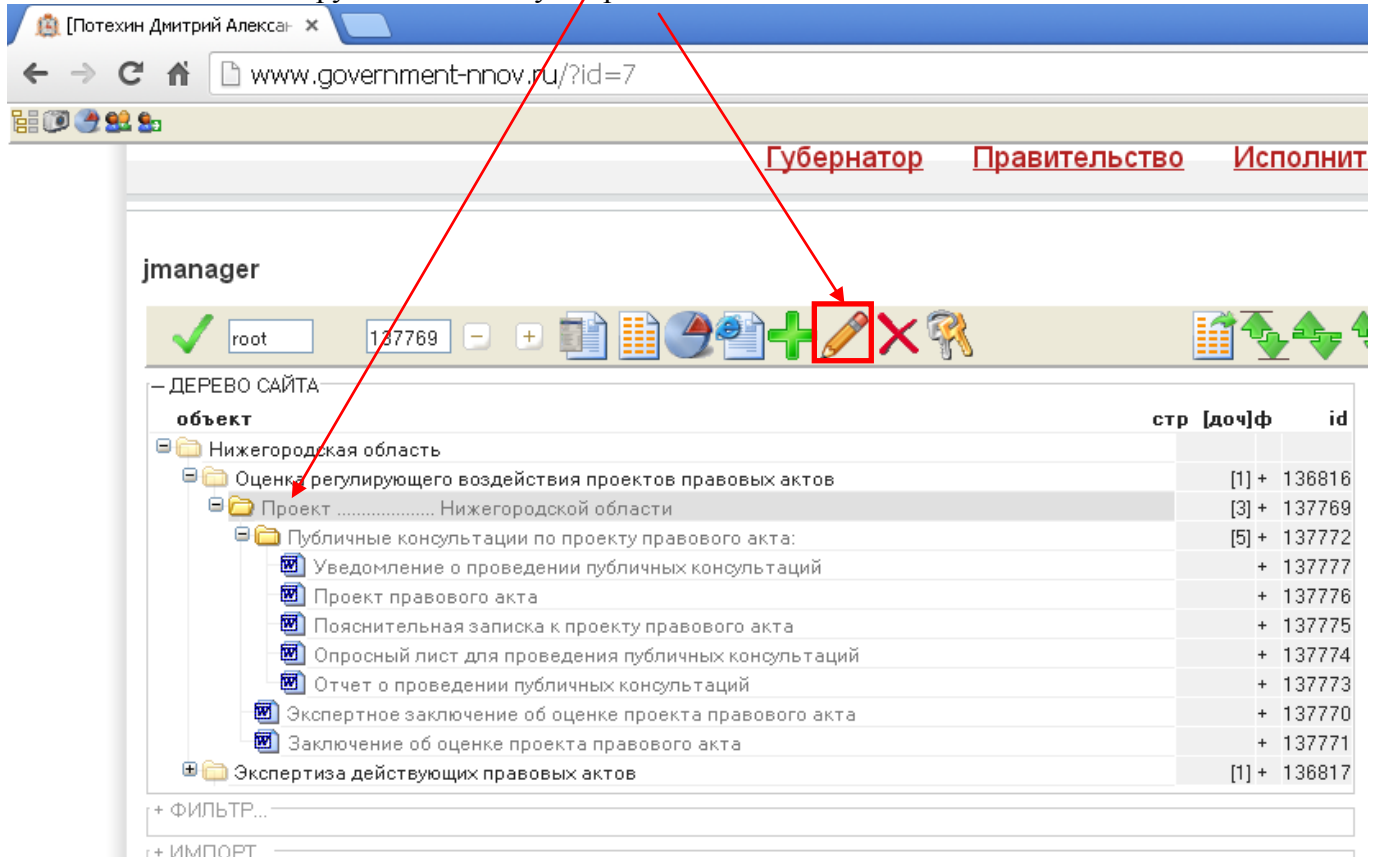 [Потехин Дмитрий Алексан
www.government-nnov.ru/?id=7
Губернатор Правительство Исполнит
jmanager
root 137769
ДЕРЕВО САЙТА
объект стр [доч]ф id
Нижегородская область
Оценка регулирующего воздействия проектов правовых актов [1] + 136816
Проект ................... Нижегородской области [3] + 137769
Публичные консультации по проекту правового акта: [5] + 137772
Уведомление о проведении публичных консультаций + 137777
Проект правового акта + 137776
Пояснительная записка к проекту правового акта + 137775
Опросный лист для проведения публичных консультаций + 137774
Отчет о проведении публичных консультаций + 137773
Экспертное заключение об оценке проекта правового акта + 137770
Заключение об оценке проекта правового акта + 137771
Экспертиза действующих правовых актов [1] + 136817
+ ФИЛЬТР...
+ ИМПОРТ